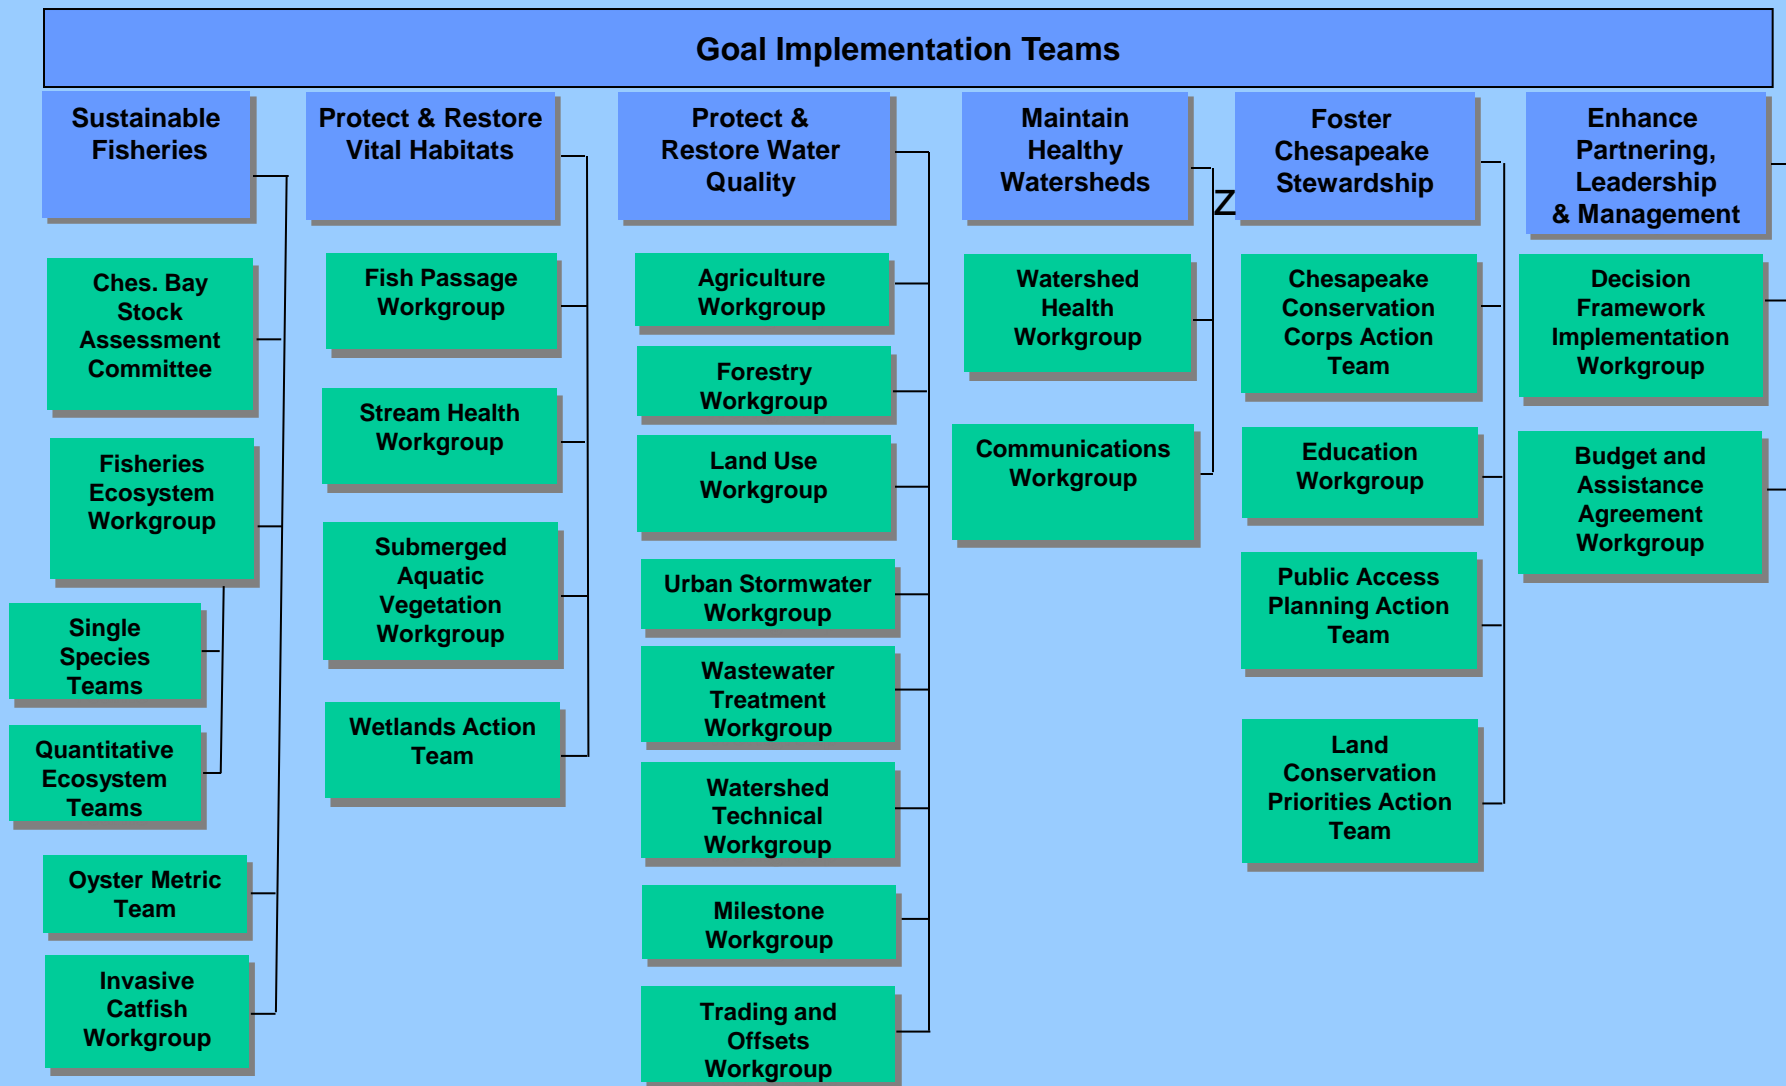 Goal Implementation Teams
Sustainable
Fisheries
Ches. Bay
Stock
Assessment
Committee
Fisheries
Ecosystem
Workgroup
Single
Species
Teams
Quantitative
Ecosystem
Teams
Oyster Metric
Team
Invasive
Catfish
Workgroup
Protect & Restore
Vital Habitats
Fish Passage
Workgroup
Stream Health
Workgroup
Submerged
Aquatic
Vegetation
Workgroup
Wetlands Action
Team
Protect &
Restore Water
Quality
Agriculture
Workgroup
Forestry
Workgroup
Land Use
Workgroup
Urban Stormwater
Workgroup
Wastewater
Treatment
Workgroup
Watershed
Technical
Workgroup
Milestone
Workgroup
Trading and
Offsets
Workgroup
Maintain
Healthy
Watersheds
Watershed
Health
Workgroup
Communications
Workgroup
z
Foster
Chesapeake
Stewardship
Chesapeake
Conservation
Corps Action
Team
Education
Workgroup
Public Access
Planning Action
Team
Land
Conservation
Priorities Action
Team
Enhance
Partnering,
Leadership
& Management
Decision
Framework
Implementation
Workgroup
Budget and
Assistance
Agreement
Workgroup